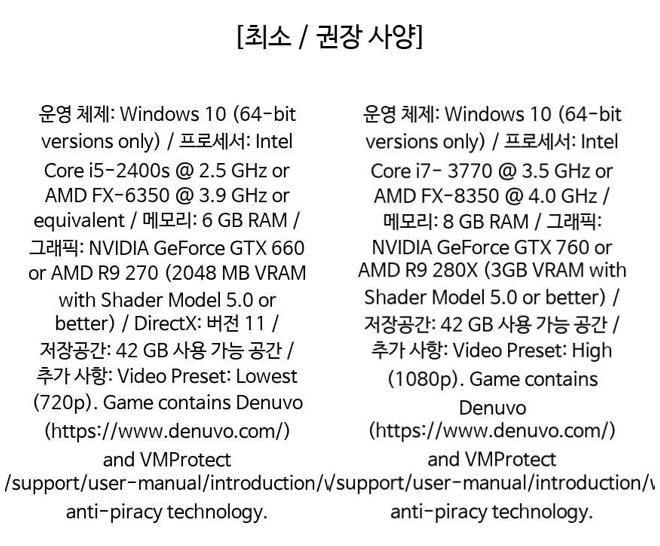 [최소 / 권장 사양]
운영 체제: Windows 10 (64-bit
versions only) / 프로세서: Intel
Core i5-2400s @ 2.5 GHz or
AMD FX-6350 @ 3.9 GHz or
equivalent / 메모리: 6 GB RAM /
그래픽: NVIDIA GeForce GTX 660
or AMD R9 270 (2048 MB VRAM
with Shader Model 5.0 or
better) / DirectX: 버전 11 /
저장공간: 42 GB 사용 가능 공간 /
추가 사항: Video Preset: Lowest
(720p). Game contains Denuvo
(https://www.denuvo.com/)
and VMProtect
/support/user-manual/introduction/
anti-piracy technology.
운영 체제: Windows 10 (64-bit
versions only) / 프로세서: Intel
Core i7- 3770 @ 3.5 GHz or
AMD FX-8350 @ 4.0 GHz /
메모리: 8 GB RAM / 그래픽:
NVIDIA GeForce GTX 760 or
AMD R9 280X (3GB VRAM with
Shader Model 5.0 or better) /
저장공간: 42 GB 사용 가능 공간 /
추가 사항: Video Preset: High
(1080p). Game contains
Denuvo
(https://www.denuvo.com/)
and VMProtect
/support/user-manual/introduction/
anti-piracy technology.